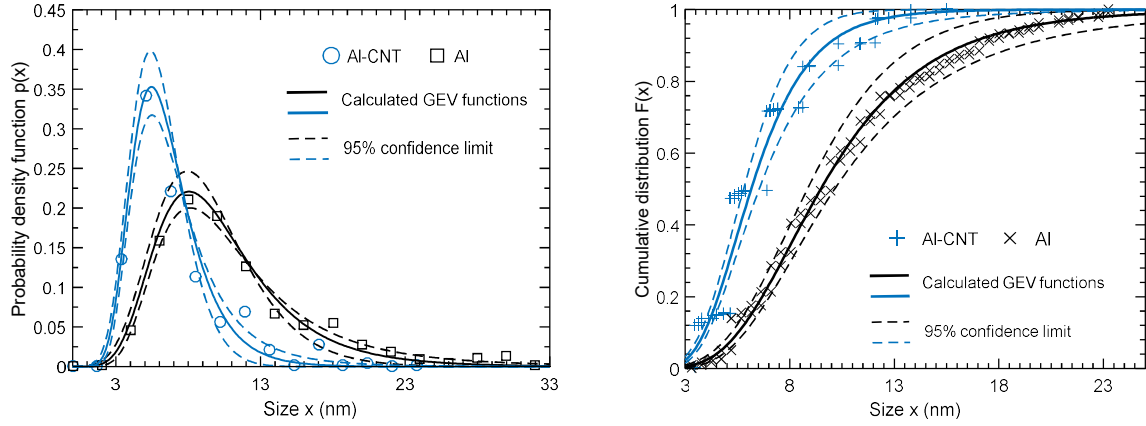 Probability density function p(x)
0.45
0.4
0.35
0.3
0.25
0.2
0.15
0.1
0.05
0
3
13
23
33
Size x (nm)
Al-CNT
Al
Calculated GEV functions
95% confidence limit
Cumulative distribution F(x)
1
0.8
0.6
0.4
0.2
0
3
8
13
18
23
Size x (nm)
Al-CNT
Al
Calculated GEV functions
95% confidence limit